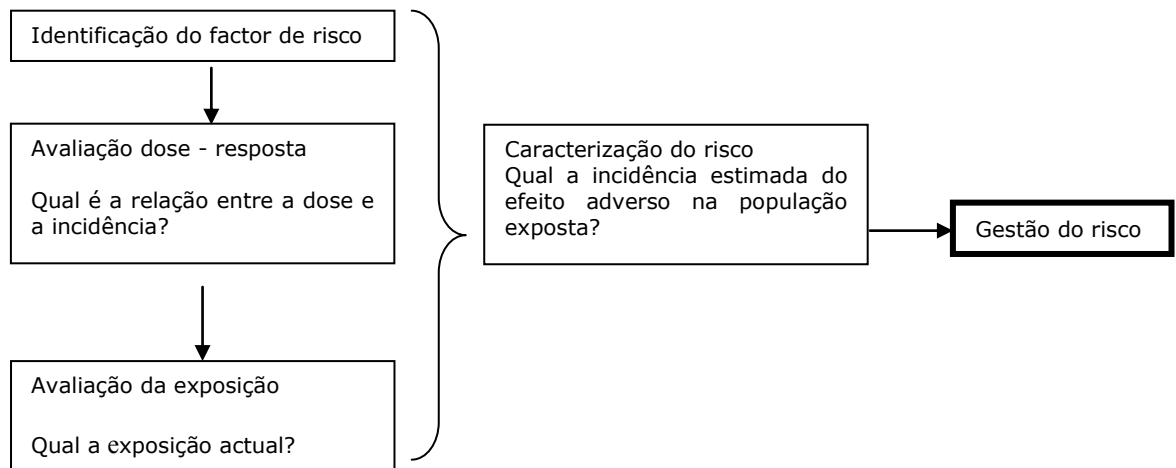 Identificação do factor de risco
Avaliação dose - resposta
Qual é a relação entre a dose e
a incidência?
Avaliação da exposição
Qual a exposição actual?
Caracterização do risco
Qual a incidência estimada do
efeito adverso na população
exposta?
Gestão do risco